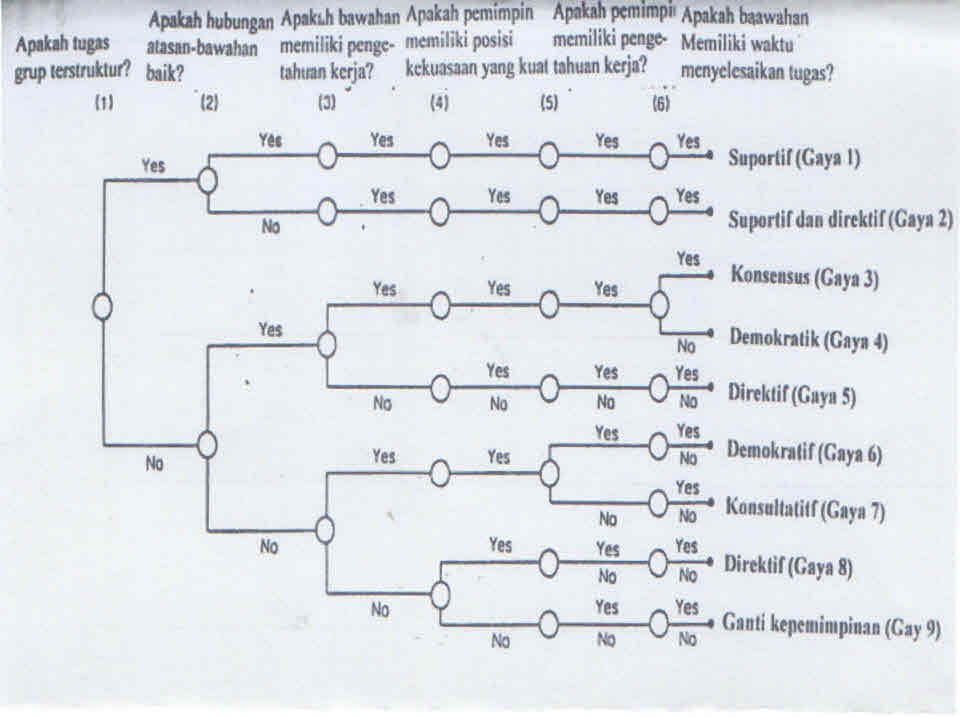 Apakah tugas
grup terstruktur?
(1)
Apakah hubungan
atasan-bawahan
baik?
(2)
Apakah bawahan
memiliki penge-
tahuan kerja?
(3)
Apakah pemimpin
memiliki posisi
kekuasaan yang kuat
(4)
Apakah pemimpin
memiliki penge-
tahuan kerja?
(5)
Apakah baawahan
Memiliki waktu
menyelesaikan tugas?
(6)
Yes Yes Yes Yes Yes Yes Suportif (Gaya 1)
No Yes Yes Yes Yes Suportif dan direktif (Gaya 2)
Yes Yes Yes Yes Yes Konsensus (Gaya 3)
No Demokratik (Gaya 4)
No Yes Yes Yes Direktif (Gaya 5)
No No No
No Yes Yes Yes Yes Demokratif (Gaya 6)
No
No Yes Konsultatitf (Gaya 7)
No No
No Yes Yes Yes Direktif (Gaya 8)
No No
No Yes Yes Ganti kepemimpinan (Gay 9)
No No No